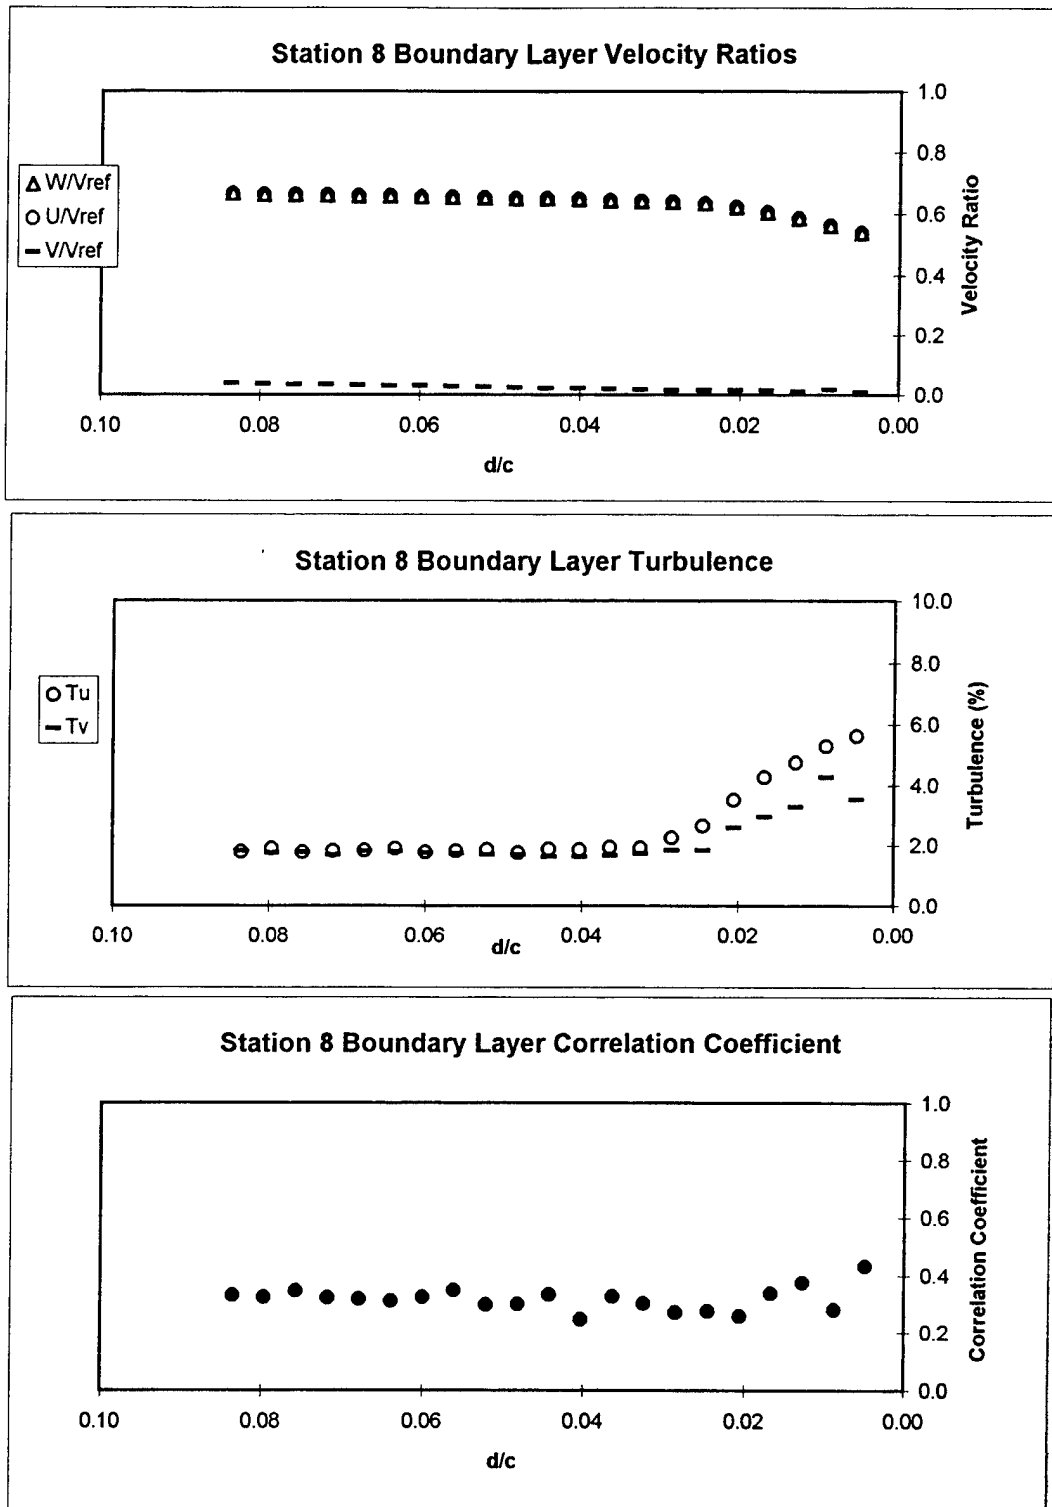 Station 8 Boundary Layer Velocity Ratios
W/Vref
U/Vref
V/Vref
1.0
0.8
0.6
0.4
0.2
0.0
Velocity Ratio
0.10 0.08 0.06 0.04 0.02 0.00
d/c
Station 8 Boundary Layer Turbulence
Tu
Tv
10.0
8.0
6.0
4.0
2.0
0.0
Turbulence (%)
0.10 0.08 0.06 0.04 0.02 0.00
d/c
Station 8 Boundary Layer Correlation Coefficient
1.0
0.8
0.6
0.4
0.2
0.0
Correlation Coefficient
0.10 0.08 0.06 0.04 0.02 0.00
d/c